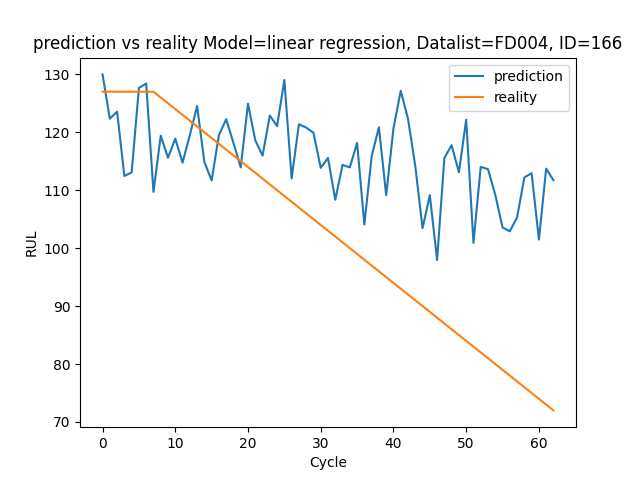 prediction vs reality Model=linear regression, Datalist=FD004, ID=166
prediction
reality
130
120
110
100
90
80
70
RUL
0 10 20 30 40 50 60
Cycle